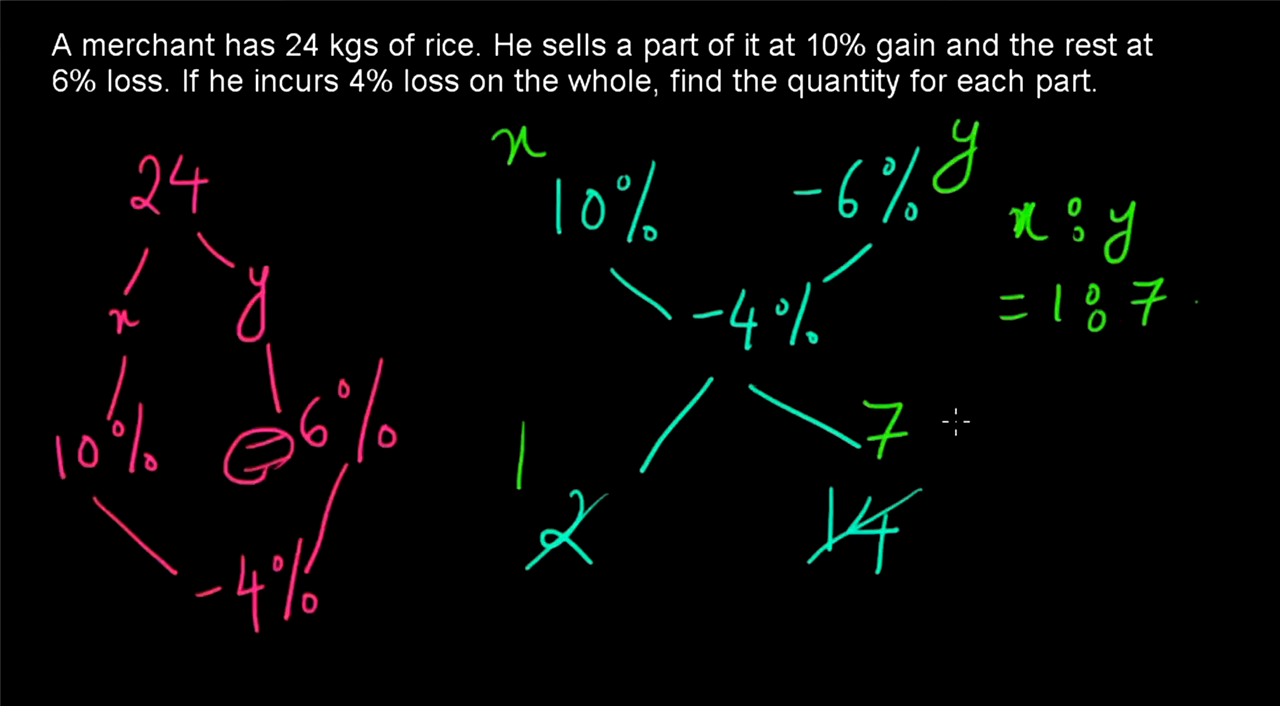 A merchant has 24 kgs of rice. He sells a part of it at 10% gain and the rest at
6% loss. If he incurs 4% loss on the whole, find the quantity for each part.
24
x y
10% -6%
-4%
x y
10% -6%
-4%
1 7
2 14
x : y
= 1 : 7